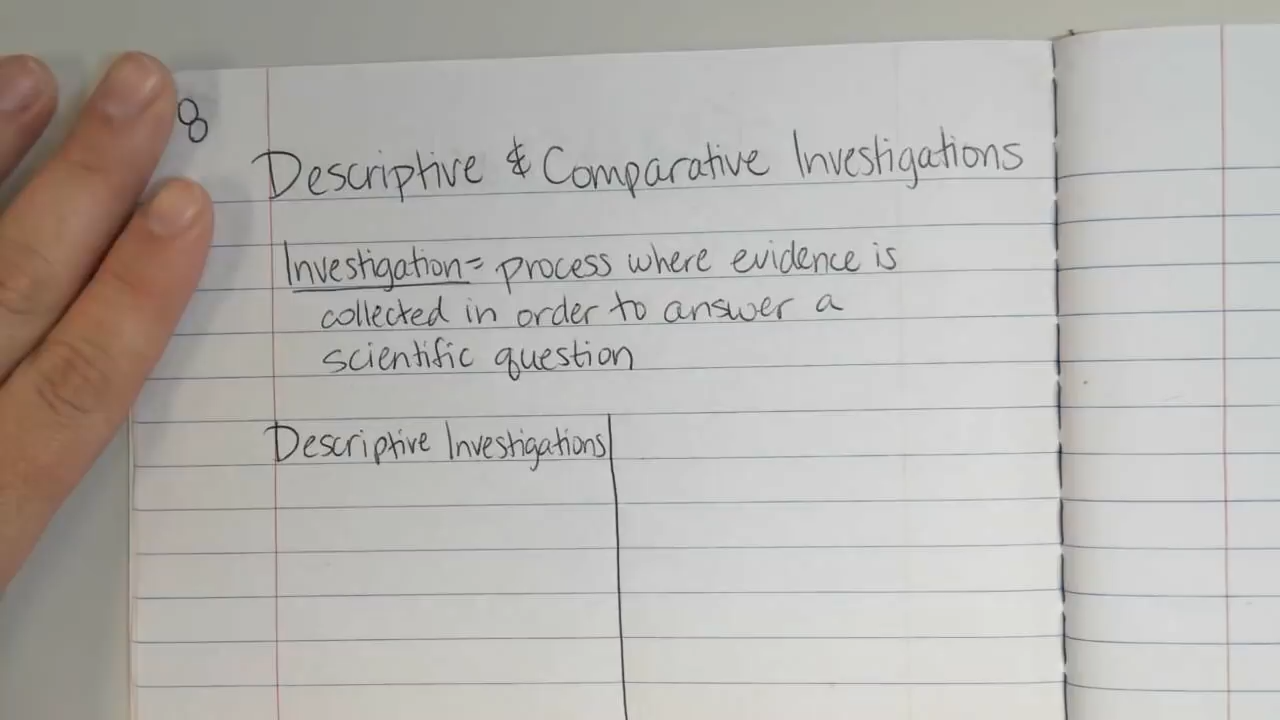 8
Descriptive & Comparative Investigations
Investigation= process where evidence is
collected in order to answer a
scientific question
Descriptive Investigations